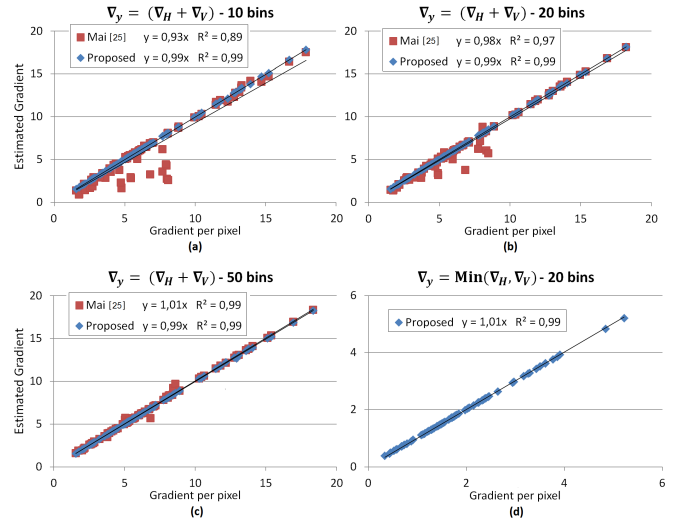 ∇y = (∇H + ∇V) - 10 bins
Mai [25] y = 0,93x R² = 0,89
Proposed y = 0,99x R² = 0,99
Estimated Gradient
20
15
10
5
0
0 5 10 15 20
Gradient per pixel
(a)
∇y = (∇H + ∇V) - 20 bins
Mai [25] y = 0,98x R² = 0,97
Proposed y = 0,99x R² = 0,99
20
15
10
5
0
0 5 10 15 20
Gradient per pixel
(b)
∇y = (∇H + ∇V) - 50 bins
Mai [25] y = 1,01x R² = 0,99
Proposed y = 0,99x R² = 0,99
Estimated Gradient
20
15
10
5
0
0 5 10 15 20
Gradient per pixel
(c)
∇y = Min(∇H, ∇V) - 20 bins
Proposed y = 1,01x R² = 0,99
6
4
2
0
0 2 4 6
Gradient per pixel
(d)